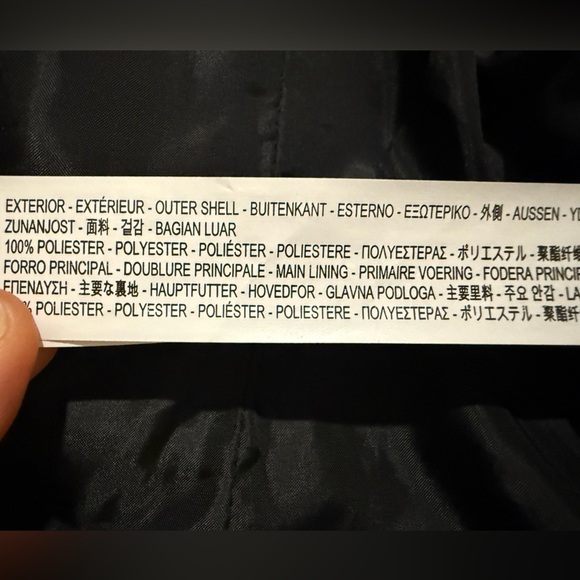 EXTERIOR - EXTÉRIEUR - OUTER SHELL - BUITENKANT - ESTERNO - ΕΞΩΤΕΡΙΚΟ - 外側 - AUSSEN -
ZUNANJOST - 面料 - 겉감 - BAGIAN LUAR
100% POLIESTER - POLYESTER - POLIÉSTER - POLIESTERE - ΠΟΛΥΕΣΤΕΡΑΣ - ポリエステル - 聚酯纤
FORRO PRINCIPAL - DOUBLURE PRINCIPALE - MAIN LINING - PRIMAIRE VOERING - FODERA
ΕΠΕΝΔΥΣΗ - 主要な裏地 - HAUPTFUTTER - HOVEDFOR - GLAVNA PODLOGA - 主要里料 - 주요 안감 -
% POLIESTER - POLYESTER - POLIÉSTER - POLIESTERE - ΠΟΛΥΕΣΤΕΡΑΣ - ポリエステル - 聚酯纤